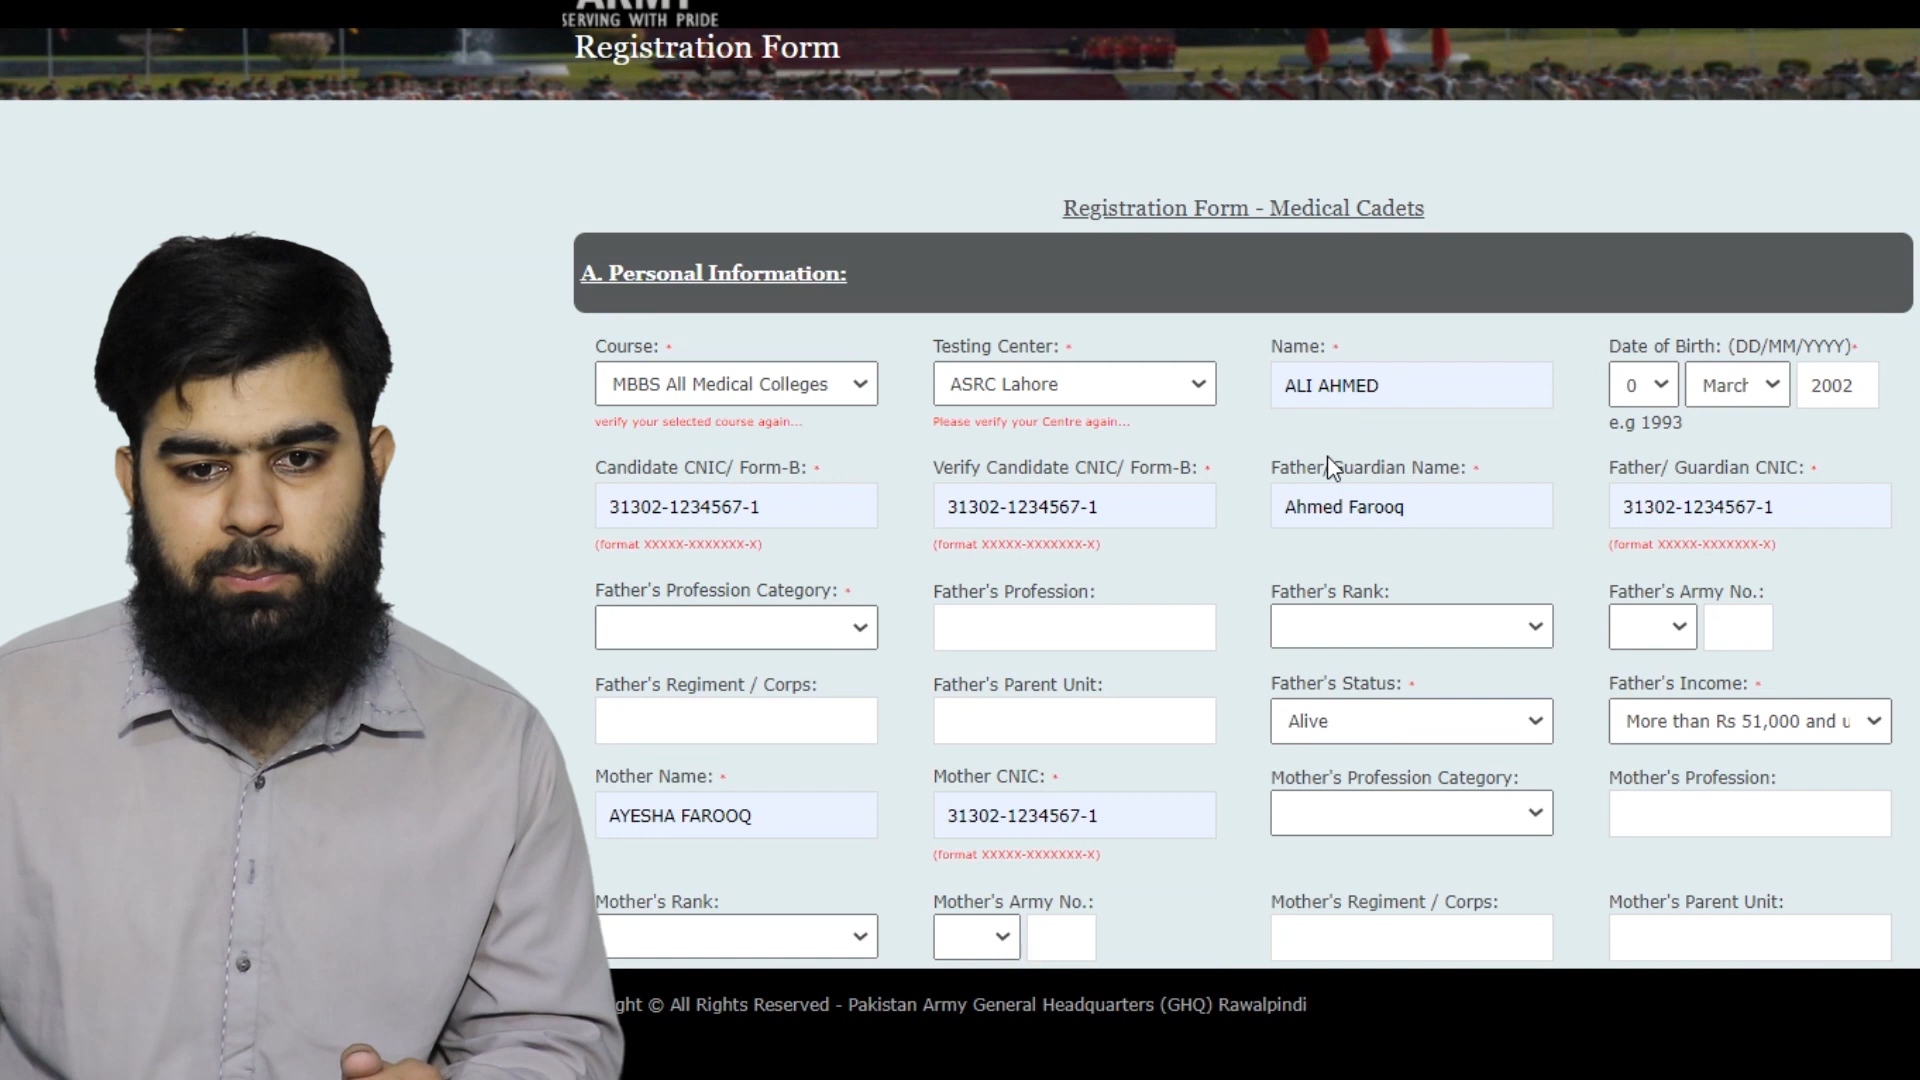 ARMY
SERVING WITH PRIDE
Registration Form
Registration Form - Medical Cadets
A. Personal Information:
Course: *
Testing Center: *
Name: *
Date of Birth: (DD/MM/YYYY)*
MBBS All Medical Colleges
ASRC Lahore
ALI AHMED
0
March
2002
verify your selected course again...
Please verify your Centre again...
e.g 1993
Candidate CNIC/ Form-B: *
Verify Candidate CNIC/ Form-B: *
Father/ Guardian Name: *
Father/ Guardian CNIC: *
31302-1234567-1
31302-1234567-1
Ahmed Farooq
31302-1234567-1
(format XXXXX-XXXXXXX-X)
(format XXXXX-XXXXXXX-X)
(format XXXXX-XXXXXXX-X)
Father's Profession Category: *
Father's Profession:
Father's Rank:
Father's Army No.:
Father's Regiment / Corps:
Father's Parent Unit:
Father's Status: *
Father's Income: *
Alive
More than Rs 51,000 and u
Mother Name: *
Mother CNIC: *
Mother's Profession Category:
Mother's Profession:
AYESHA FAROOQ
31302-1234567-1
(format XXXXX-XXXXXXX-X)
Mother's Rank:
Mother's Army No.:
Mother's Regiment / Corps:
Mother's Parent Unit:
ght © All Rights Reserved - Pakistan Army General Headquarters (GHQ) Rawalpindi